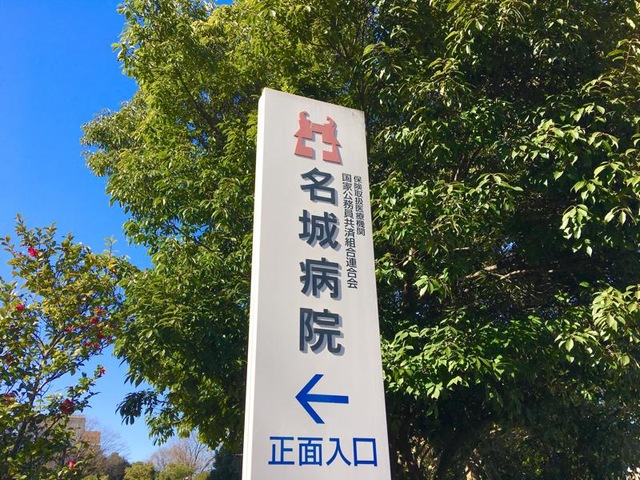 保険取扱医療機関
国家公務員共済組合連合会
名城病院
←
正面入口